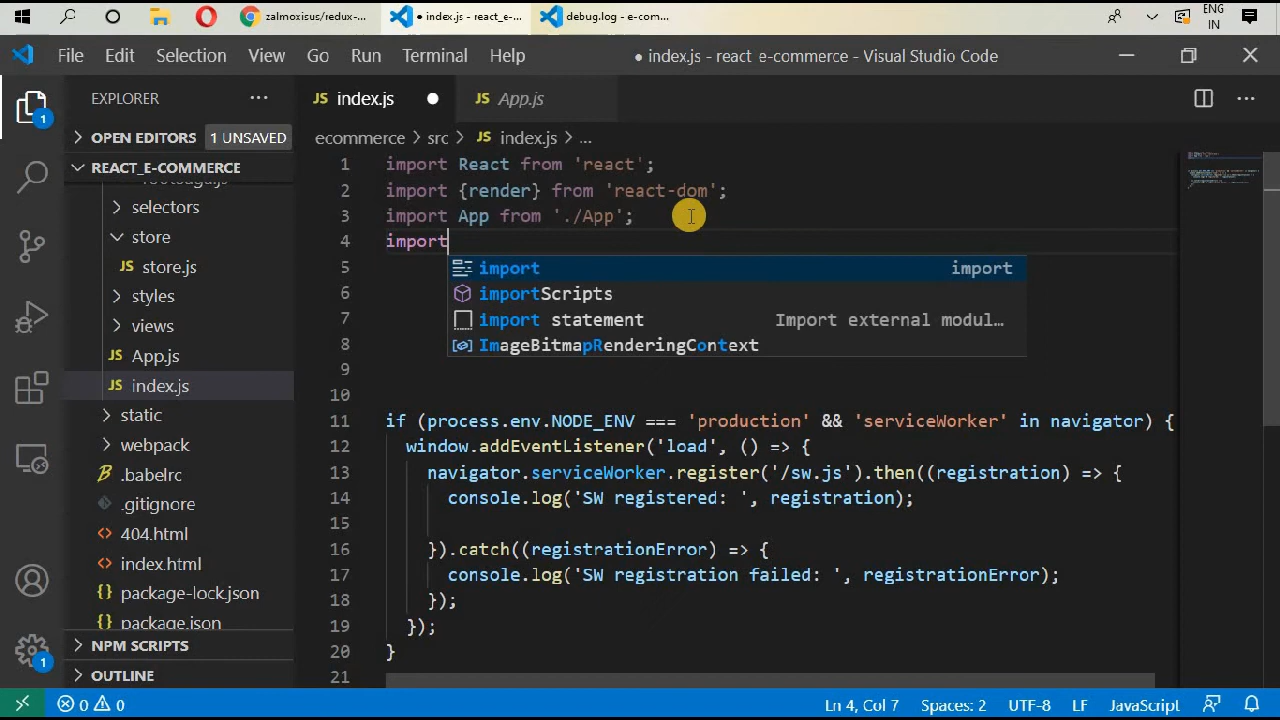 zalmoxisus/redux-...
index.js - react_e-...
debug.log - e-com...
ENG
IN
File Edit Selection View Go Run Terminal Help
● index.js - react e-commerce - Visual Studio Code
EXPLORER
JS index.js
JS App.js
1
OPEN EDITORS 1 UNSAVED
ecommerce > src > JS index.js > ...
REACT_E-COMMERCE
selectors
store
JS store.js
styles
views
JS App.js
JS index.js
static
webpack
.babelrc
.gitignore
404.html
index.html
package-lock.json
package.json
NPM SCRIPTS
OUTLINE
1
1 import React from 'react';
2 import {render} from 'react-dom';
3 import App from './App';
4 import
5
6
7
8
9
10
import import
importScripts
import statement Import external modul...
ImageBitmapRenderingContext
11 if (process.env.NODE_ENV === 'production' && 'serviceWorker' in navigator) {
12 window.addEventListener('load', () => {
13 navigator.serviceWorker.register('/sw.js').then((registration) => {
14 console.log('SW registered: ', registration);
15
16 }).catch((registrationError) => {
17 console.log('SW registration failed: ', registrationError);
18 });
19 });
20 }
21
0 0 Ln 4, Col 7 Spaces: 2 UTF-8 LF JavaScript